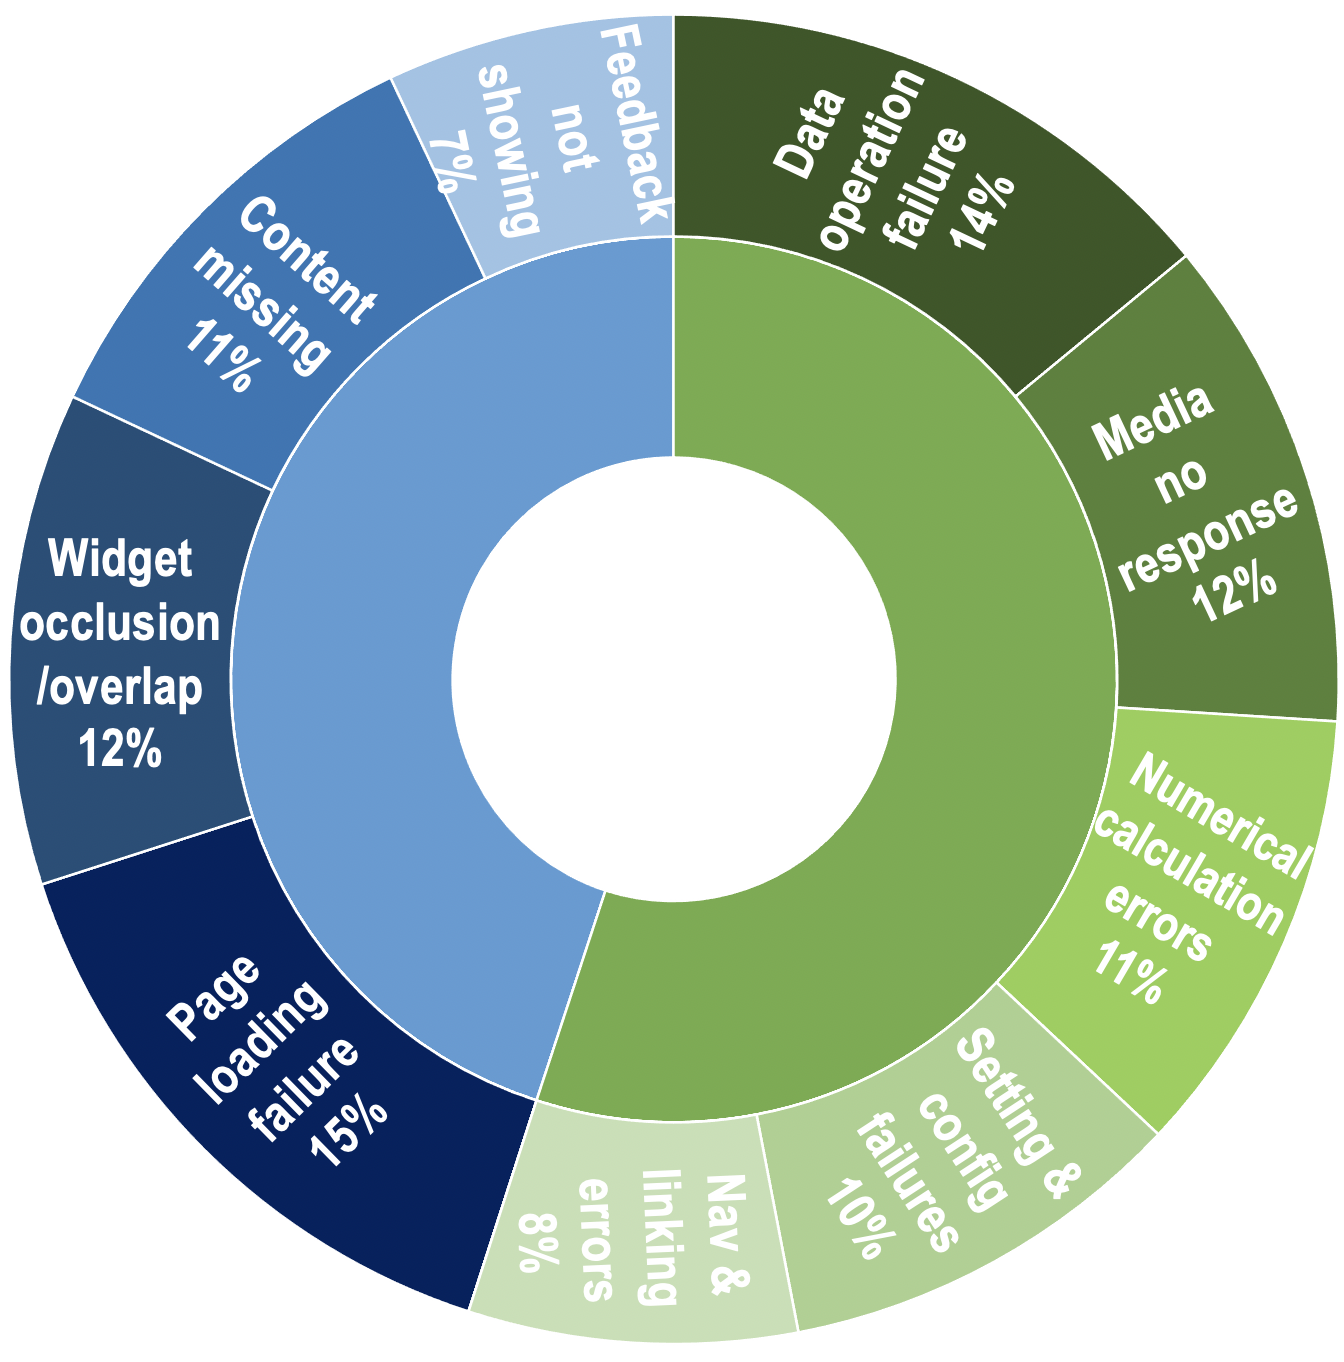 Data
operation
failure
14%
Media
no
response
12%
Numerical
calculation
errors
11%
Setting &
config
failures
10%
Nav &
linking
errors
8%
Page
loading
failure
15%
Widget
occlusion
/overlap
12%
Content
missing
11%
Feedback
not
showing
7%